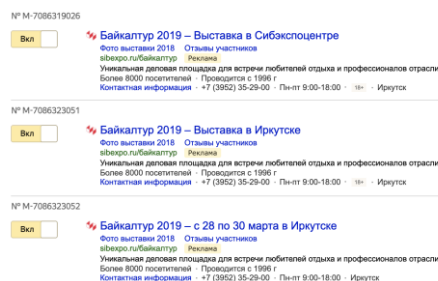 № M-7086319026
Вкл
Байкалтур 2019 – Выставка в Сибэкспоцентре
Фото выставки 2018 Отзывы участников
sibexpo.ru/байкалтур Реклама
Уникальная деловая площадка для встречи любителей отдыха и профессионалов отрасли
Более 8000 посетителей · Проводится с 1996 г
Контактная информация · +7 (3952) 35-29-00 · Пн-пт 9:00-18:00 · 18+ · Иркутск
№ M-7086323051
Вкл
Байкалтур 2019 – Выставка в Иркутске
Фото выставки 2018 Отзывы участников
sibexpo.ru/байкалтур Реклама
Уникальная деловая площадка для встречи любителей отдыха и профессионалов отрасли
Более 8000 посетителей · Проводится с 1996 г
Контактная информация · +7 (3952) 35-29-00 · Пн-пт 9:00-18:00 · 18+ · Иркутск
№ M-7086323052
Вкл
Байкалтур 2019 – с 28 по 30 марта в Иркутске
Фото выставки 2018 Отзывы участников
sibexpo.ru/байкалтур Реклама
Уникальная деловая площадка для встречи любителей отдыха и профессионалов отрасли
Более 8000 посетителей · Проводится с 1996 г
Контактная информация · +7 (3952) 35-29-00 · Пн-пт 9:00-18:00 · Иркутск